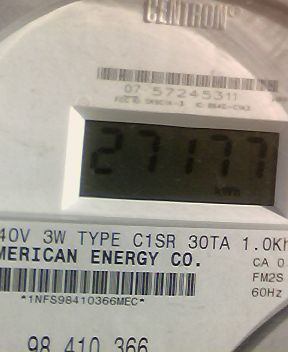 CENTRON®
07 57245311
27177
kWh
40V 3W TYPE C1SR 30TA 1.0Kh
MERICAN ENERGY CO.
CA 0
FM2S
60Hz
*1NFS98410366MEC*
98 410 366